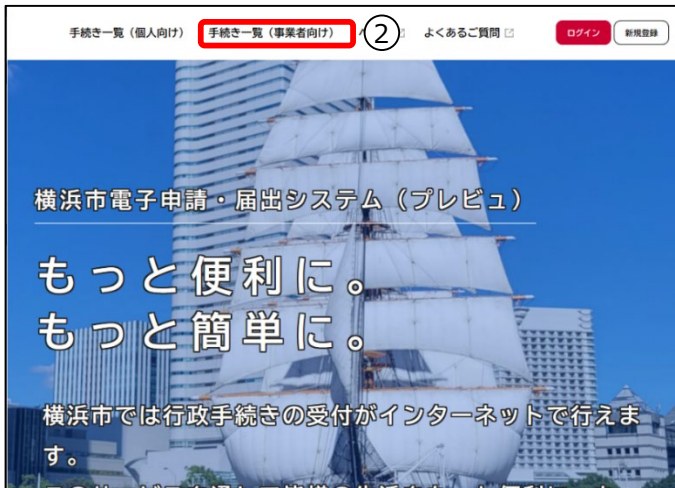 手続き一覧（個人向け） 手続き一覧（事業者向け） ② よくあるご質問 ログイン 新規登録
横浜市電子申請・届出システム（プレビュ）
もっと便利に。
もっと簡単に。
横浜市では行政手続きの受付がインターネットで行えま
す。